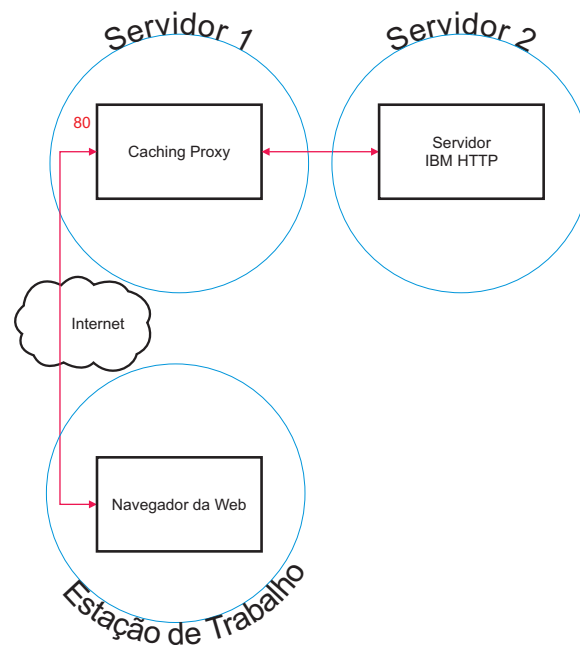 Servidor 1
Servidor 2
80
Caching Proxy
Servidor
IBM HTTP
Internet
Navegador da Web
Estação de Trabalho